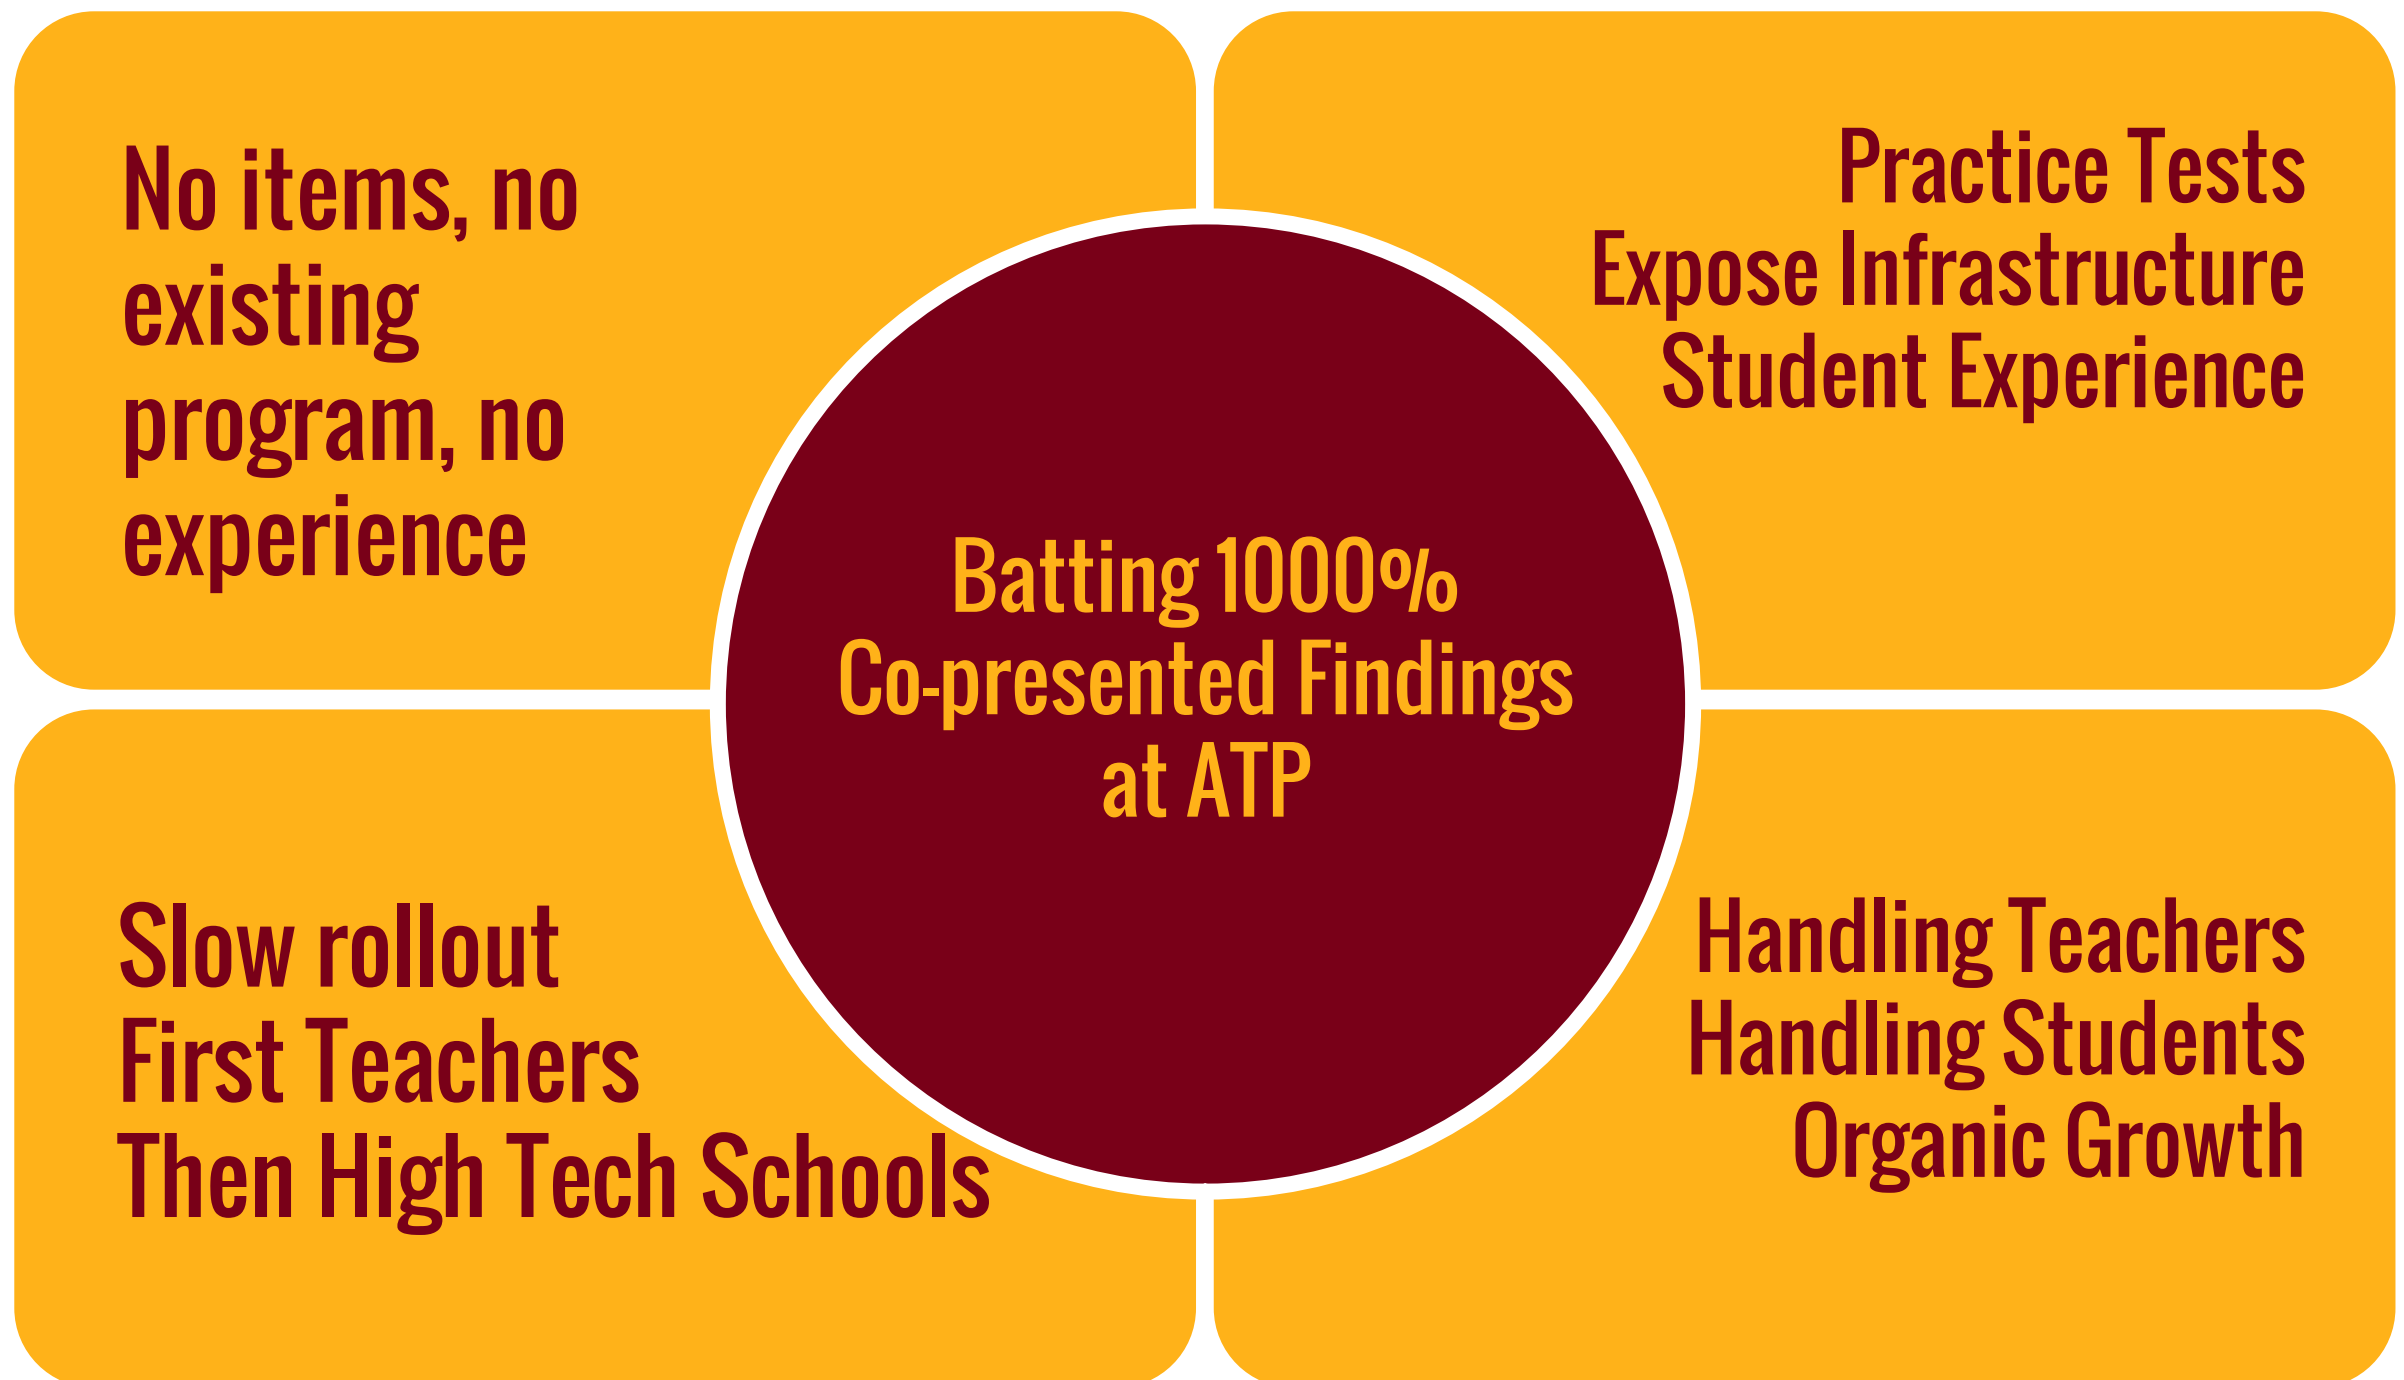 No items, no
existing
program, no
experience
Practice Tests
Expose Infrastructure
Student Experience
Batting 1000%
Co-presented Findings
at ATP
Slow rollout
First Teachers
Then High Tech Schools
Handling Teachers
Handling Students
Organic Growth